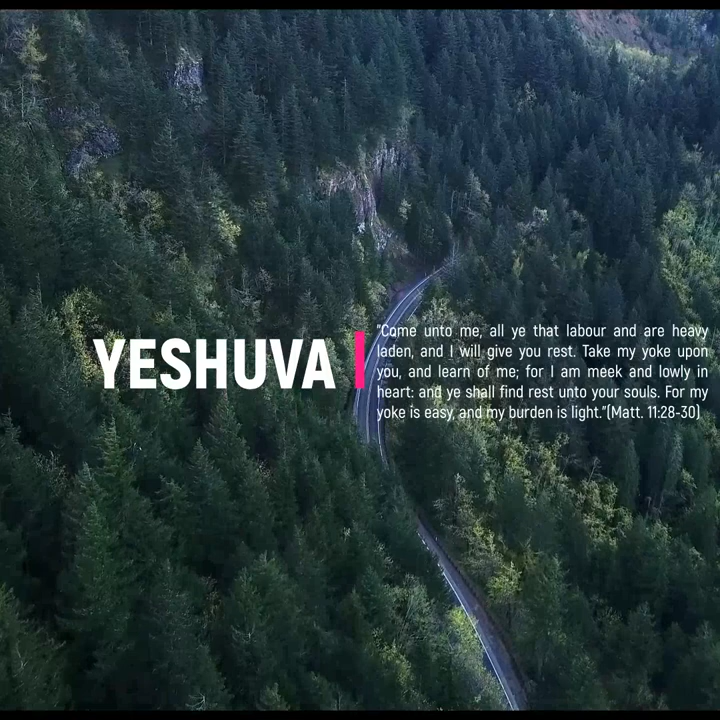 YESHUVA
"Come unto me, all ye that labour and are heavy
laden, and I will give you rest. Take my yoke upon
you, and learn of me; for I am meek and lowly in
heart: and ye shall find rest unto your souls. For my
yoke is easy, and my burden is light."(Matt. 11:28-30)